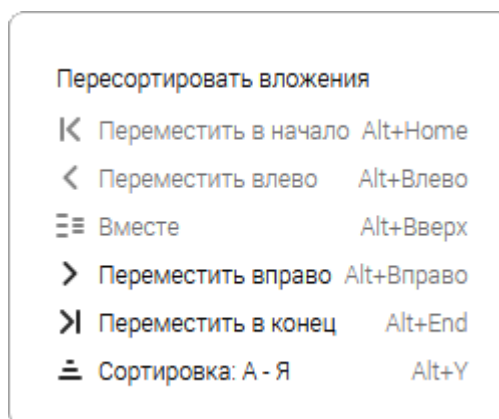 Пересортировать вложения
Переместить в начало Alt+Home
Переместить влево Alt+Влево
Вместе Alt+Вверх
Переместить вправо Alt+Вправо
Переместить в конец Alt+End
Сортировка: А - Я Alt+Y